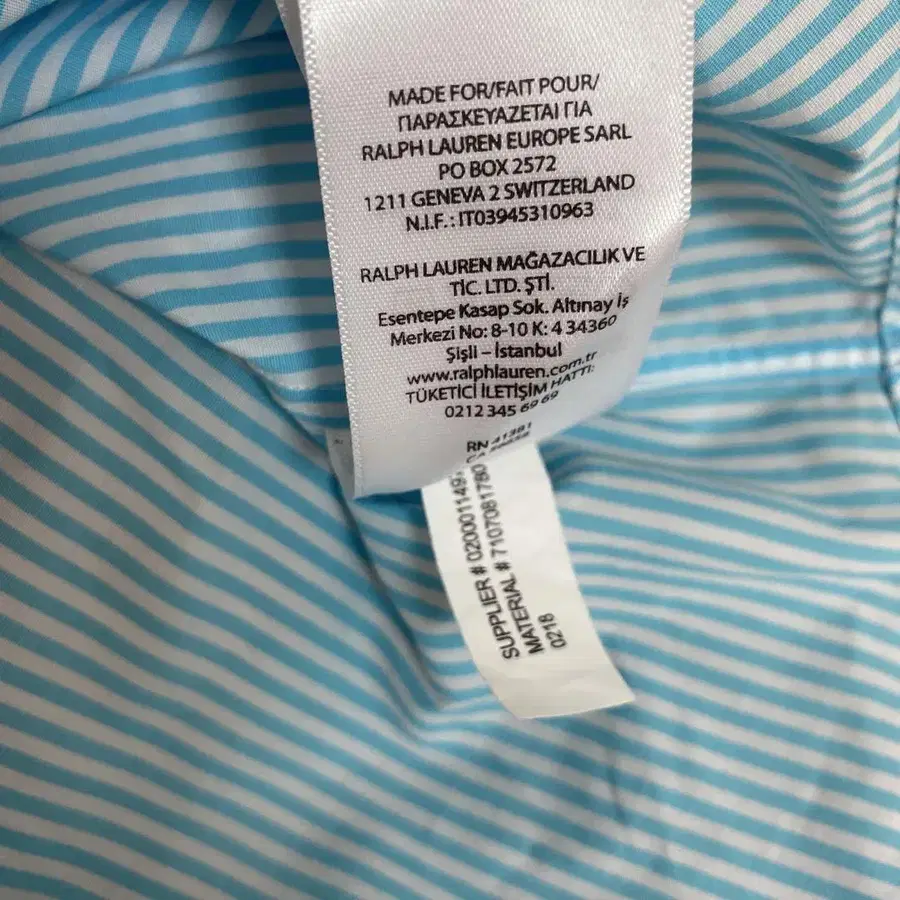 MADE FOR/FAIT POUR/
ΠΑΡΑΣΚΕΥΑΖΕΤΑΙ ΓΙΑ
RALPH LAUREN EUROPE SARL
PO BOX 2572
1211 GENEVA 2 SWITZERLAND
N.I.F.: IT03945310963
RALPH LAUREN MAĞAZACILIK VE
TİC. LTD. ŞTİ.
Esentepe Kasap Sok. Altınay İş
Merkezi No: 8-10 K: 4 34360
Şişli – İstanbul
www.ralphlauren.com.tr
TÜKETİCİ İLETİŞİM HATTI:
0212 345 69 69
RN 41381
SUPPLIER #
MATERIAL # 7107081780
0218